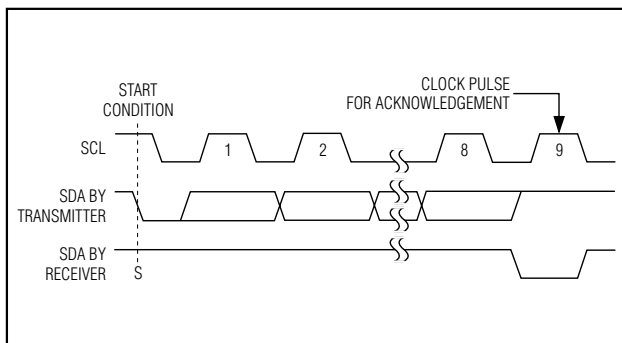 START
CONDITION
CLOCK PULSE
FOR ACKNOWLEDGEMENT
SCL
1
2
8
9
SDA BY
TRANSMITTER
SDA BY
RECEIVER
S